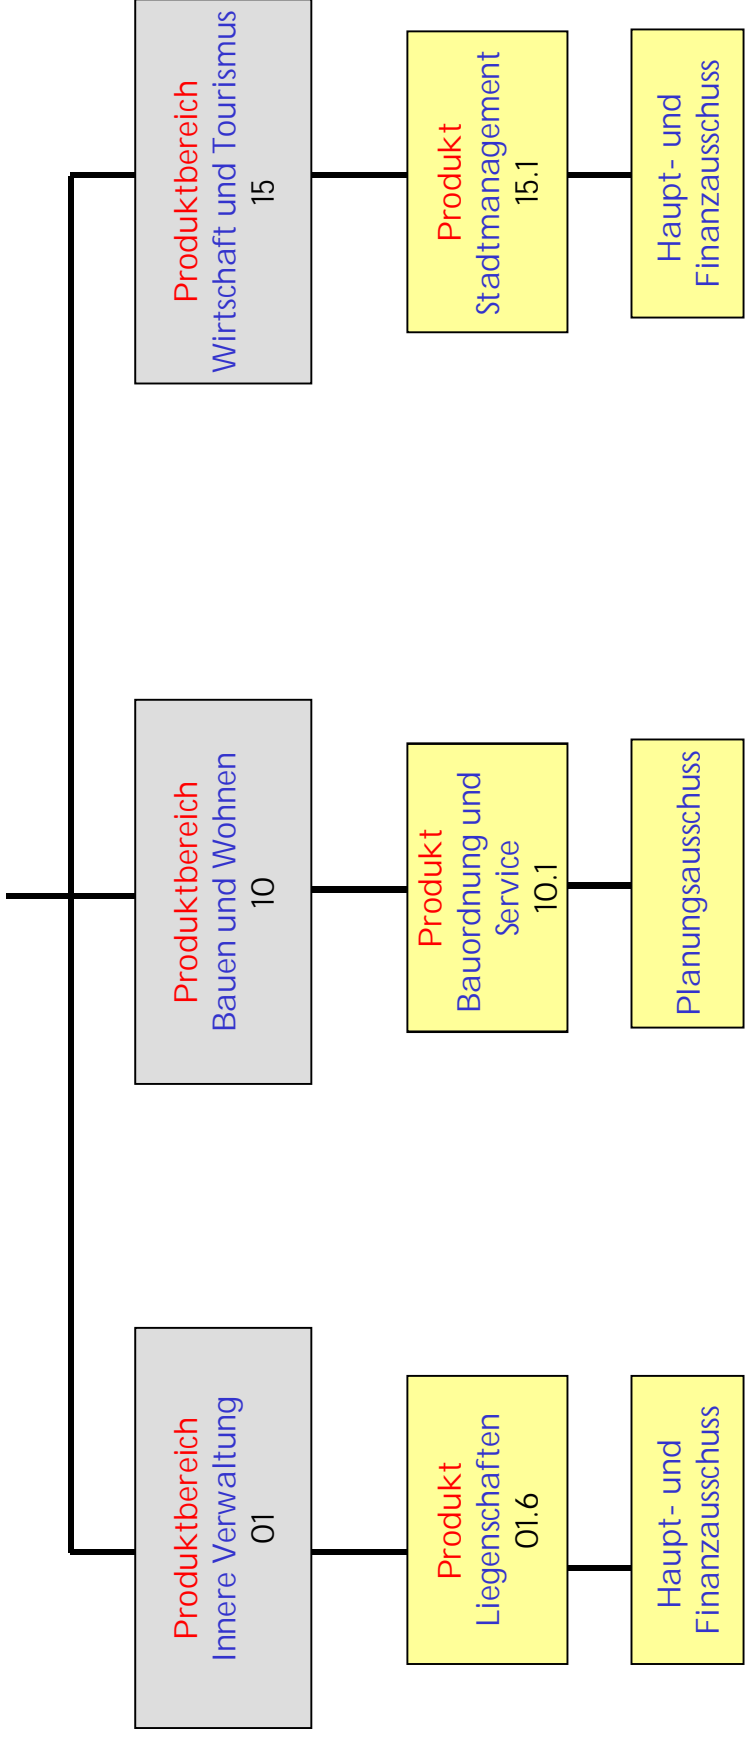 Produktbereich
Innere Verwaltung
01
Produktbereich
Bauen und Wohnen
10
Produktbereich
Wirtschaft und Tourismus
15
Produkt
Liegenschaften
01.6
Produkt
Bauordnung und
Service
10.1
Produkt
Stadtmanagement
15.1
Haupt- und
Finanzausschuss
Planungsausschuss
Haupt- und
Finanzausschuss